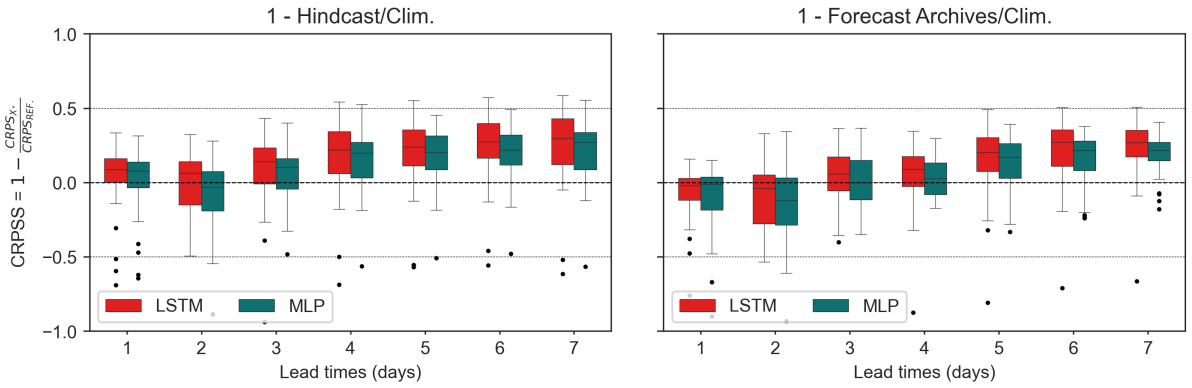 1 - Hindcast/Clim.
1 - Forecast Archives/Clim.
CRPSS = 1 − CRPS_X. / CRPS_REF.
1.0
0.5
0.0
−0.5
−1.0
LSTM MLP
LSTM MLP
1 2 3 4 5 6 7
1 2 3 4 5 6 7
Lead times (days)
Lead times (days)